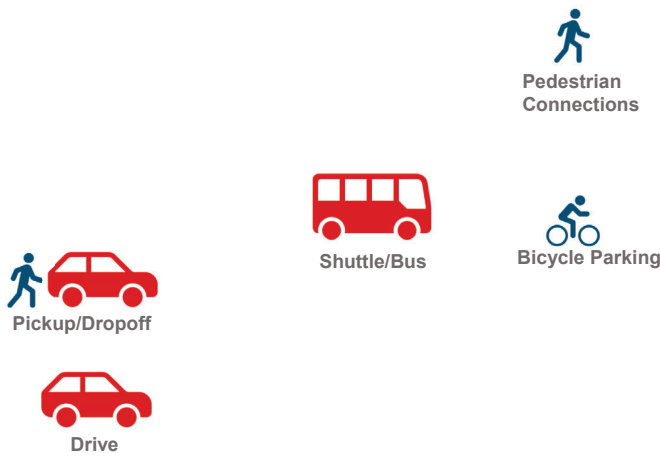 Pedestrian
Connections
Shuttle/Bus
Bicycle Parking
Pickup/Dropoff
Drive